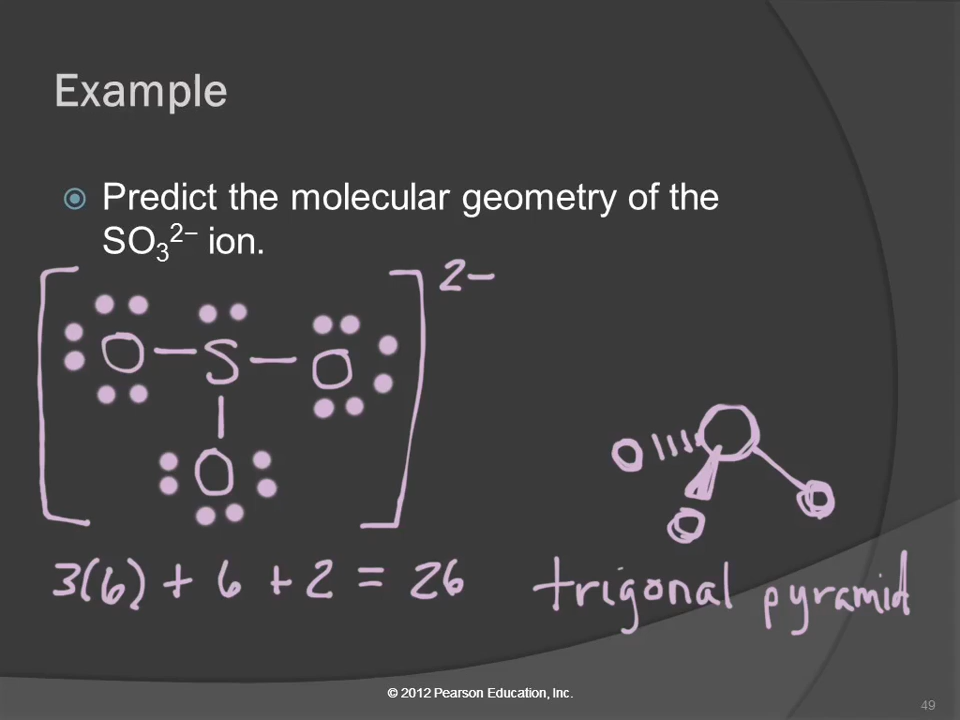 Example
Predict the molecular geometry of the
SO₃²⁻ ion.
2-
O-S-O
O
3(6) + 6 + 2 = 26
trigonal pyramid
© 2012 Pearson Education, Inc.
49